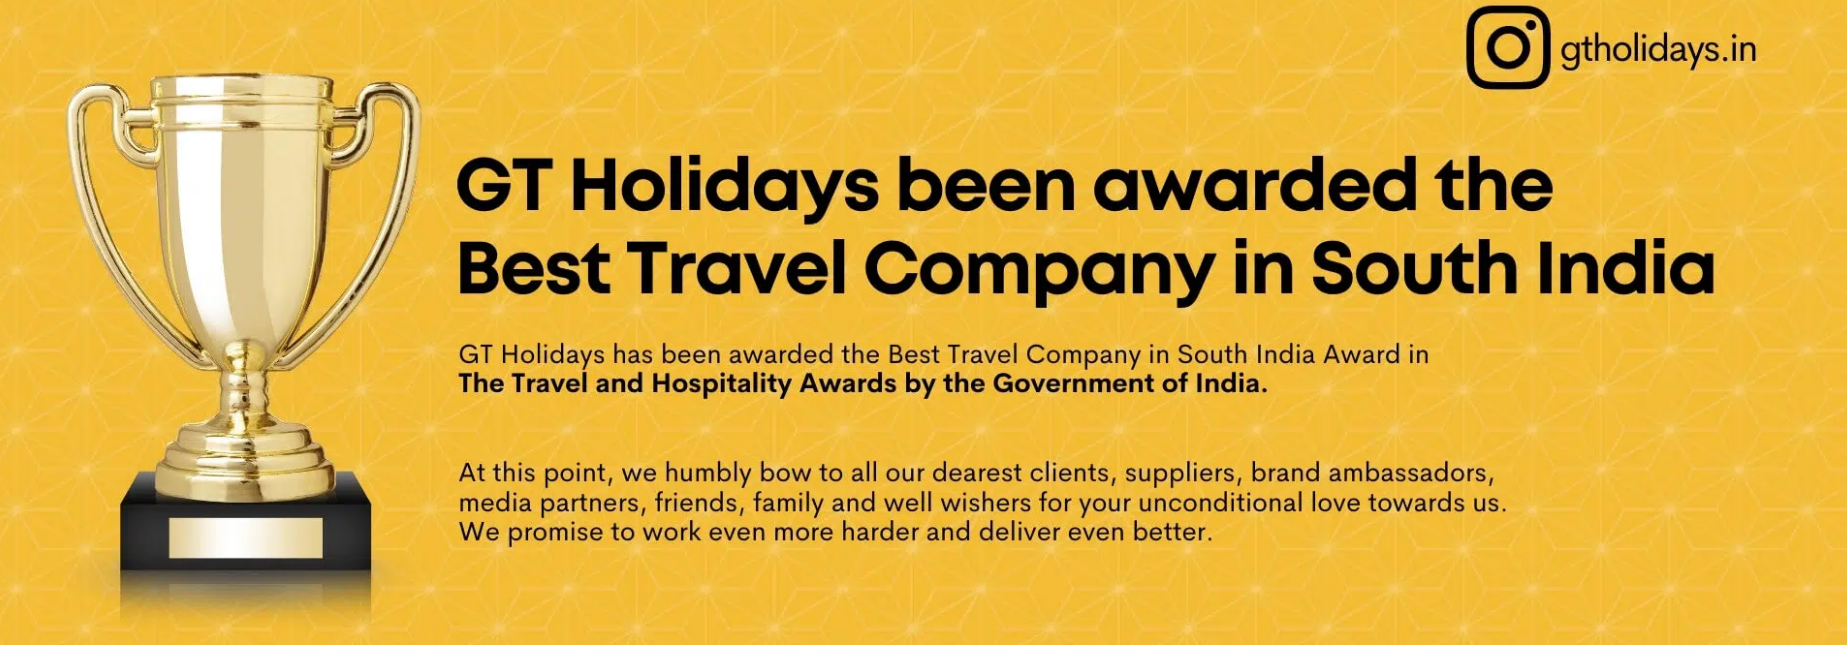 gtholidays.in
GT Holidays been awarded the
Best Travel Company in South India
GT Holidays has been awarded the Best Travel Company in South India Award in
The Travel and Hospitality Awards by the Government of India.
At this point, we humbly bow to all our dearest clients, suppliers, brand ambassadors,
media partners, friends, family and well wishers for your unconditional love towards us.
We promise to work even more harder and deliver even better.